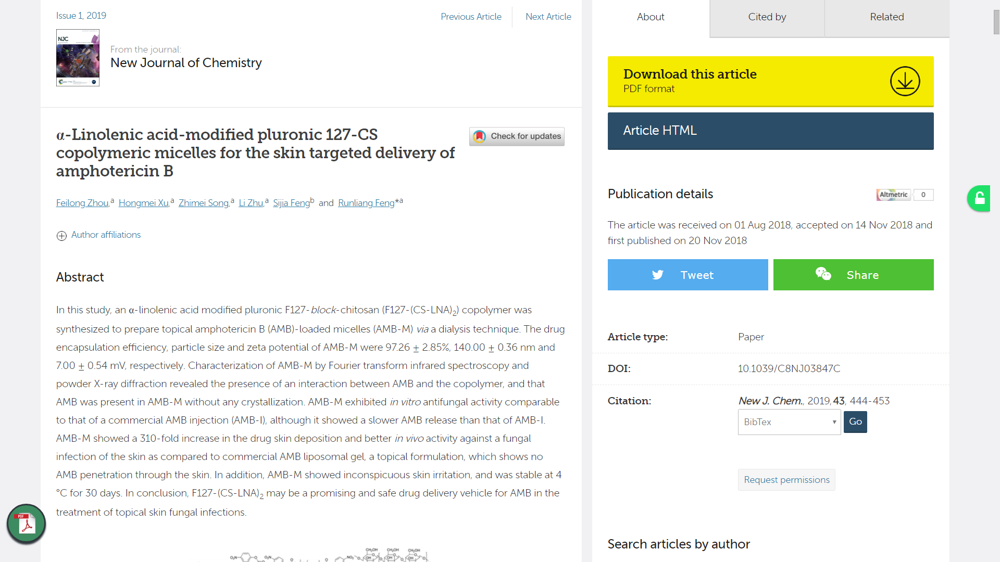 Issue 1, 2019
Previous Article
Next Article
NJC
From the journal:
New Journal of Chemistry
α-Linolenic acid-modified pluronic 127-CS
copolymeric micelles for the skin targeted delivery of
amphotericin B
Check for updates
Feilong Zhou,a Hongmei Xu,a Zhimei Song,a Li Zhu,a Sijia Fengb and Runliang Feng*a
Author affiliations
Abstract
In this study, an α-linolenic acid modified pluronic F127-block-chitosan (F127-(CS-LNA)2) copolymer was
synthesized to prepare topical amphotericin B (AMB)-loaded micelles (AMB-M) via a dialysis technique. The drug
encapsulation efficiency, particle size and zeta potential of AMB-M were 97.26 ± 2.85%, 140.00 ± 0.36 nm and
7.00 ± 0.54 mV, respectively. Characterization of AMB-M by Fourier transform infrared spectroscopy and
powder X-ray diffraction revealed the presence of an interaction between AMB and the copolymer, and that
AMB was present in AMB-M without any crystallization. AMB-M exhibited in vitro antifungal activity comparable
to that of a commercial AMB injection (AMB-I), although it showed a slower AMB release than that of AMB-I.
AMB-M showed a 310-fold increase in the drug skin deposition and better in vivo activity against a fungal
infection of the skin as compared to commercial AMB liposomal gel, a topical formulation, which shows no
AMB penetration through the skin. In addition, AMB-M showed inconspicuous skin irritation, and was stable at 4
°C for 30 days. In conclusion, F127-(CS-LNA)2 may be a promising and safe drug delivery vehicle for AMB in the
treatment of topical skin fungal infections.
PDF
CH2OH CH2OH CH2OH
O2N O2N NO2
About
Cited by
Related
Download this article
PDF format
Article HTML
Publication details
Altmetric 0
The article was received on 01 Aug 2018, accepted on 14 Nov 2018 and
first published on 20 Nov 2018
Tweet
Share
Article type: Paper
DOI: 10.1039/C8NJ03847C
Citation: New J. Chem., 2019, 43, 444-453
BibTex
Go
Request permissions
Search articles by author